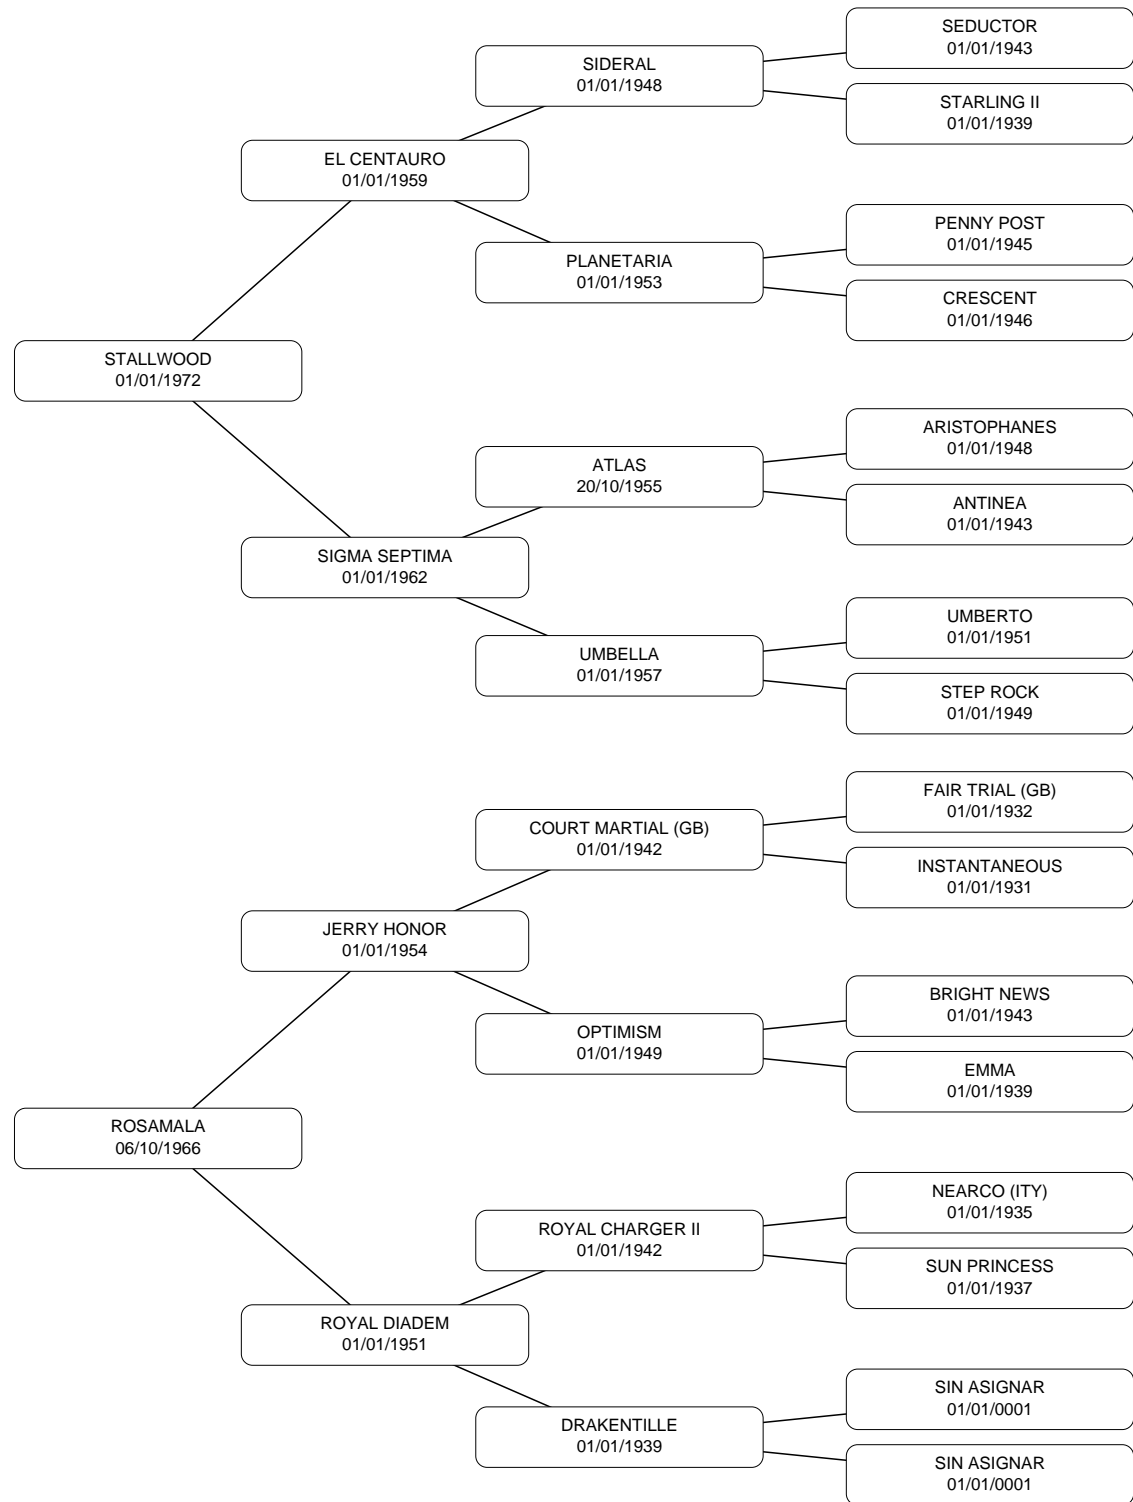 SEDUCTOR
01/01/1943
SIDERAL
01/01/1948
STARLING II
01/01/1939
EL CENTAURO
01/01/1959
PENNY POST
01/01/1945
PLANETARIA
01/01/1953
CRESCENT
01/01/1946
STALLWOOD
01/01/1972
ARISTOPHANES
01/01/1948
ATLAS
20/10/1955
ANTINEA
01/01/1943
SIGMA SEPTIMA
01/01/1962
UMBERTO
01/01/1951
UMBELLA
01/01/1957
STEP ROCK
01/01/1949
FAIR TRIAL (GB)
01/01/1932
COURT MARTIAL (GB)
01/01/1942
INSTANTANEOUS
01/01/1931
JERRY HONOR
01/01/1954
BRIGHT NEWS
01/01/1943
OPTIMISM
01/01/1949
EMMA
01/01/1939
ROSAMALA
06/10/1966
NEARCO (ITY)
01/01/1935
ROYAL CHARGER II
01/01/1942
SUN PRINCESS
01/01/1937
ROYAL DIADEM
01/01/1951
SIN ASIGNAR
01/01/0001
DRAKENTILLE
01/01/1939
SIN ASIGNAR
01/01/0001